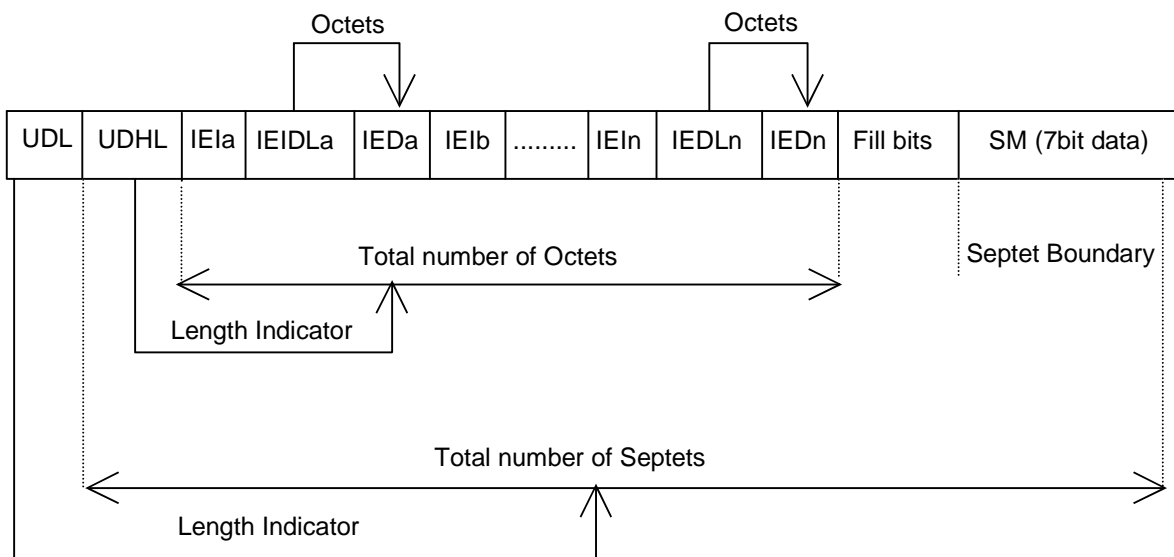 Octets Octets
UDL UDHL IEIa IEIDLa IEDa IEIb ......... IEIn IEDLn IEDn Fill bits SM (7bit data)
Total number of Octets
Septet Boundary
Length Indicator
Total number of Septets
Length Indicator